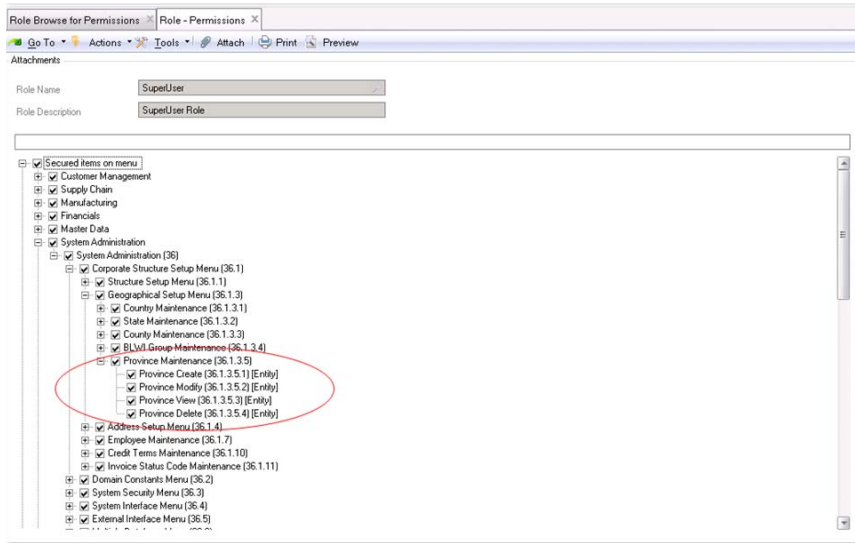 Role Browse for Permissions Role - Permissions
Go To Actions Tools Attach Print Preview
Attachments
Role Name SuperUser
Role Description SuperUser Role
Secured items on menu
Customer Management
Supply Chain
Manufacturing
Financials
Master Data
System Administration
System Administration (36)
Corporate Structure Setup Menu (36.1)
Structure Setup Menu (36.1.1)
Geographical Setup Menu (36.1.3)
Country Maintenance (36.1.3.1)
State Maintenance (36.1.3.2)
County Maintenance (36.1.3.3)
BLWI Group Maintenance (36.1.3.4)
Province Maintenance (36.1.3.5)
Province Create (36.1.3.5.1) [Entity]
Province Modify (36.1.3.5.2) [Entity]
Province View (36.1.3.5.3) [Entity]
Province Delete (36.1.3.5.4) [Entity]
Address Setup Menu (36.1.4)
Employee Maintenance (36.1.7)
Credit Terms Maintenance (36.1.10)
Invoice Status Code Maintenance (36.1.11)
Domain Constants Menu (36.2)
System Security Menu (36.3)
System Interface Menu (36.4)
External Interface Menu (36.5)